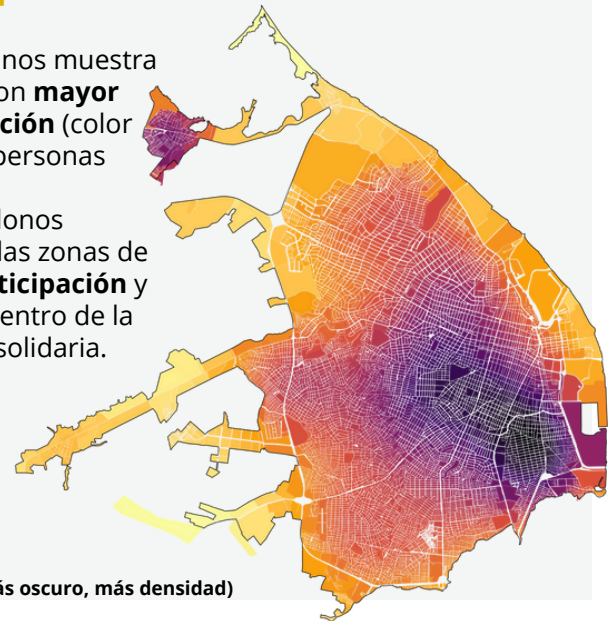 nos muestra
on mayor
ción (color
personas
lonos
las zonas de
ticipación y
entro de la
solidaria.
ás oscuro, más densidad)